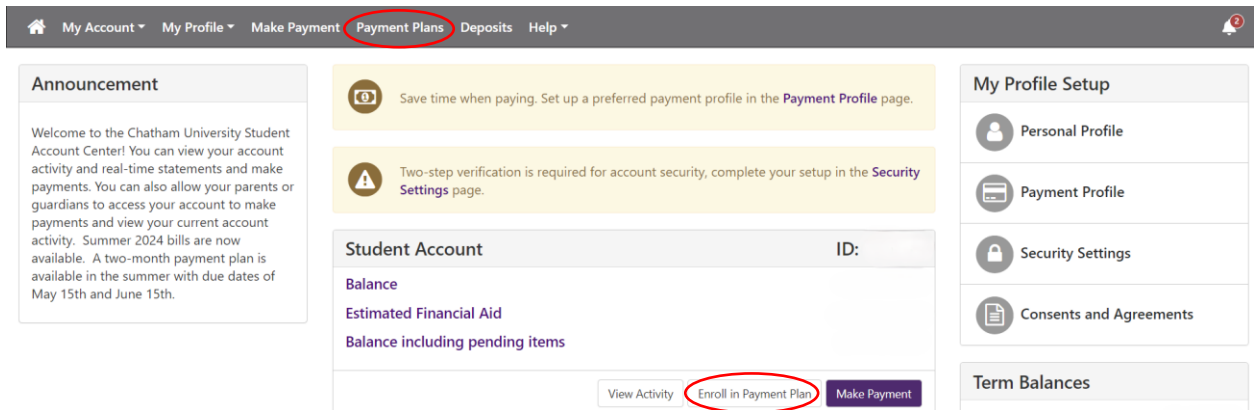 My Account My Profile Make Payment Payment Plans Deposits Help 2
Announcement
Welcome to the Chatham University Student
Account Center! You can view your account
activity and real-time statements and make
payments. You can also allow your parents or
guardians to access your account to make
payments and view your current account
activity. Summer 2024 bills are now
available. A two-month payment plan is
available in the summer with due dates of
May 15th and June 15th.
Save time when paying. Set up a preferred payment profile in the Payment Profile page.
Two-step verification is required for account security, complete your setup in the Security
Settings page.
Student Account ID:
Balance
Estimated Financial Aid
Balance including pending items
View Activity Enroll in Payment Plan Make Payment
My Profile Setup
Personal Profile
Payment Profile
Security Settings
Consents and Agreements
Term Balances